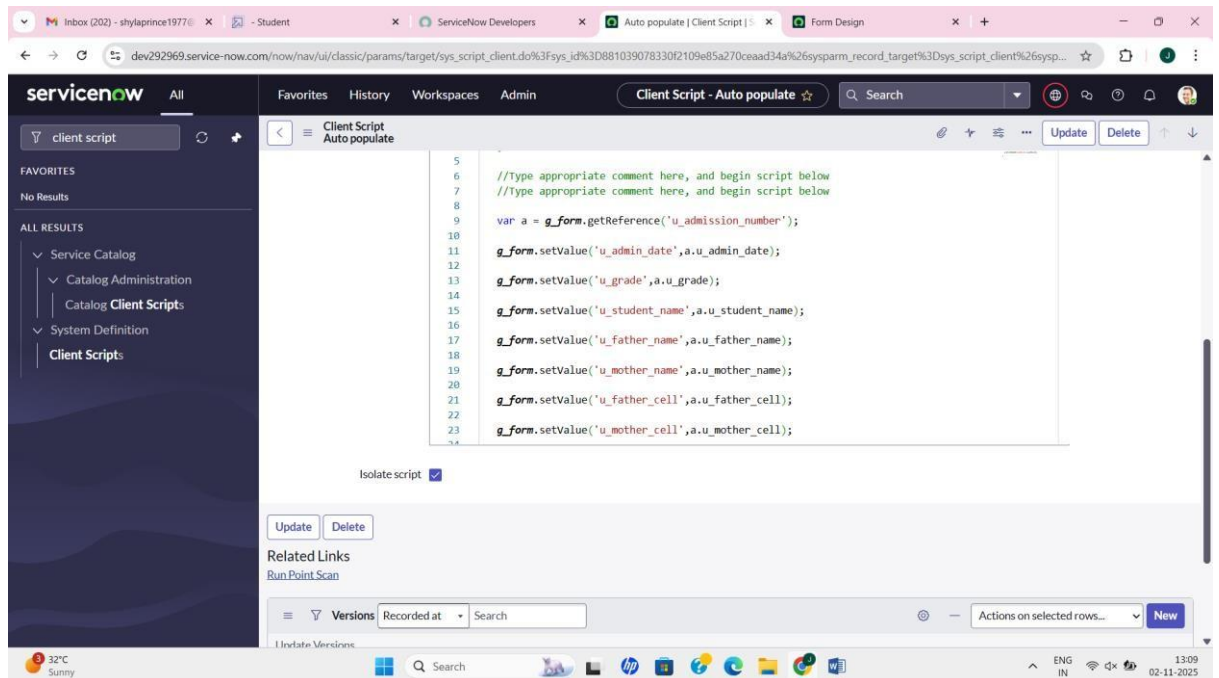 Inbox (202) - shylaprince1977@
- Student
ServiceNow Developers
Auto populate | Client Script | S
Form Design
dev292969.service-now.com/now/nav/ui/classic/params/target/sys_script_client.do%3Fsys_id%3D881039078330f2109e85a270ceaad34a%26sysparm_record_target%3Dsys_script_client%26sysp...
servicenow All Favorites History Workspaces Admin Client Script - Auto populate Search
client script
Client Script
Auto populate
Update Delete
FAVORITES
No Results
ALL RESULTS
Service Catalog
Catalog Administration
Catalog Client Scripts
System Definition
Client Scripts
5
6 //Type appropriate comment here, and begin script below
7 //Type appropriate comment here, and begin script below
8
9 var a = g_form.getReference('u_admission_number');
10
11 g_form.setValue('u_admin_date',a.u_admin_date);
12
13 g_form.setValue('u_grade',a.u_grade);
14
15 g_form.setValue('u_student_name',a.u_student_name);
16
17 g_form.setValue('u_father_name',a.u_father_name);
18
19 g_form.setValue('u_mother_name',a.u_mother_name);
20
21 g_form.setValue('u_father_cell',a.u_father_cell);
22
23 g_form.setValue('u_mother_cell',a.u_mother_cell);
24
Isolate script
Update Delete
Related Links
Run Point Scan
Versions Recorded at Search Actions on selected rows... New
Update Versions
3 32°C
Sunny
Search
ENG
IN
13:09
02-11-2025